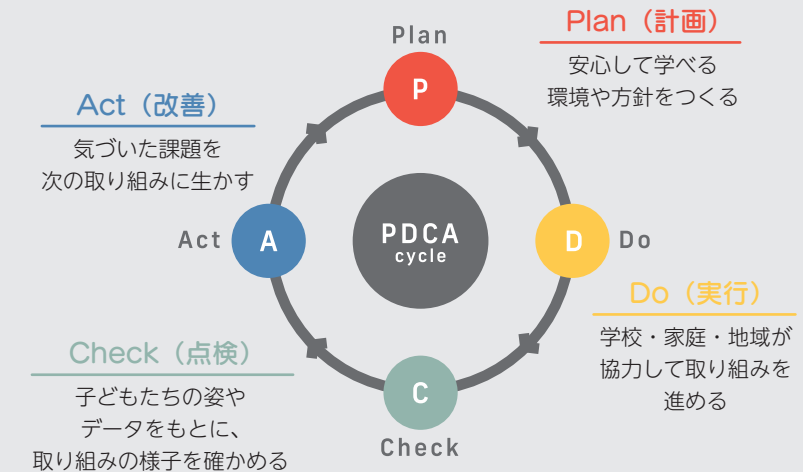 Plan
P
Plan（計画）
安心して学べる
環境や方針をつくる
Act（改善）
気づいた課題を
次の取り組みに生かす
Act
A
PDCA
cycle
D
Do
Do（実行）
学校・家庭・地域が
協力して取り組みを
進める
Check（点検）
子どもたちの姿や
データをもとに、
取り組みの様子を確かめる
C
Check